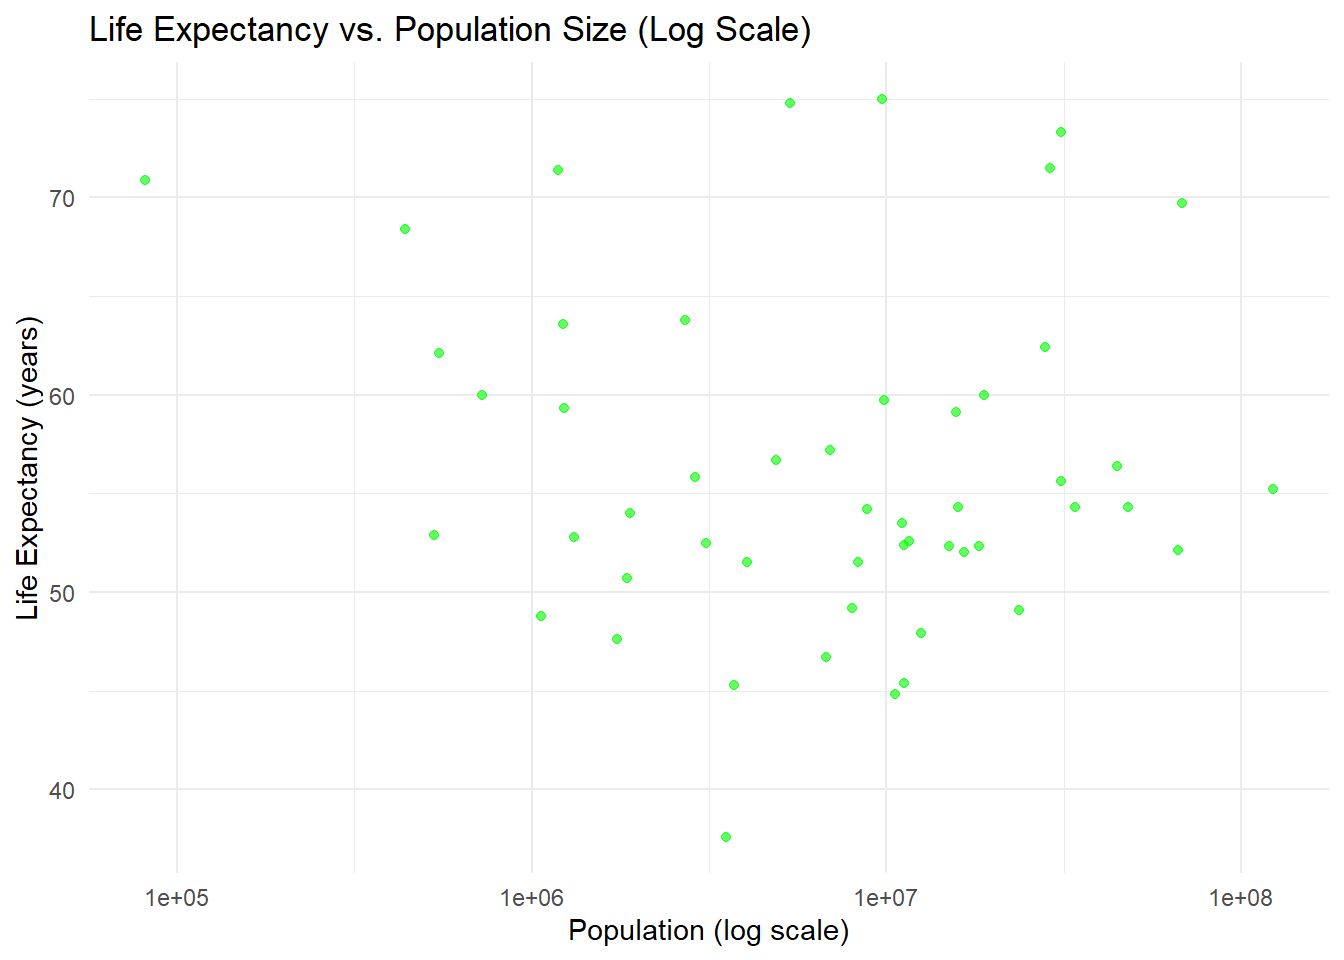 Life Expectancy vs. Population Size (Log Scale)
Life Expectancy (years)
70
60
50
40
1e+05
1e+06
1e+07
1e+08
Population (log scale)